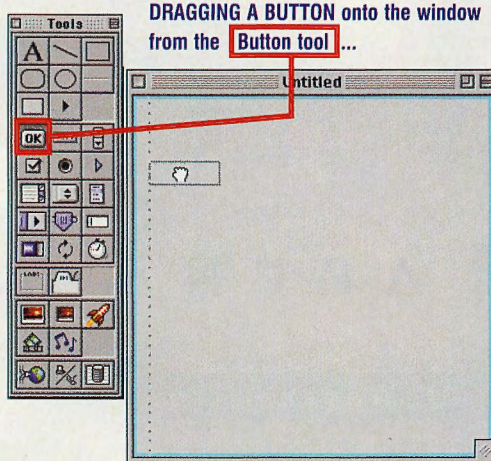 DRAGGING A BUTTON onto the window
from the Button tool ...
Tools
A
OK
Untitled